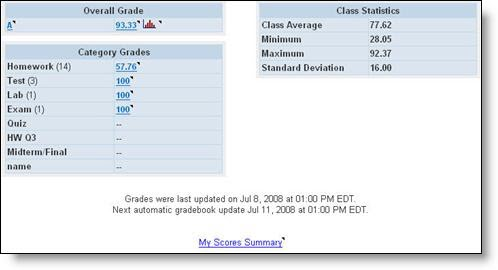 Overall Grade
A 93.33
Class Statistics
Class Average 77.62
Minimum 28.05
Maximum 92.37
Standard Deviation 16.00
Category Grades
Homework (14) 57.76
Test (3) 100
Lab (1) 100
Exam (1) 100
Quiz --
HW Q3 --
Midterm/Final --
name --
Grades were last updated on Jul 8, 2008 at 01:00 PM EDT.
Next automatic gradebook update Jul 11, 2008 at 01:00 PM EDT.
My Scores Summary